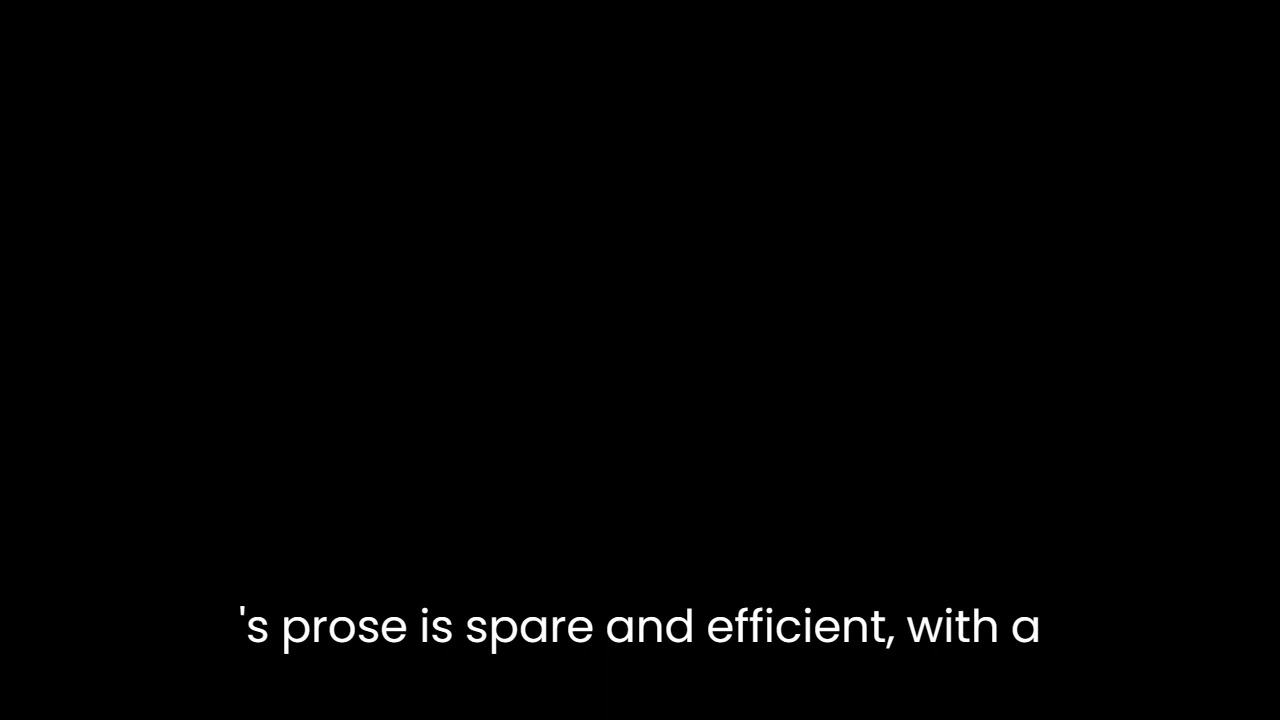 's prose is spare and efficient, with a